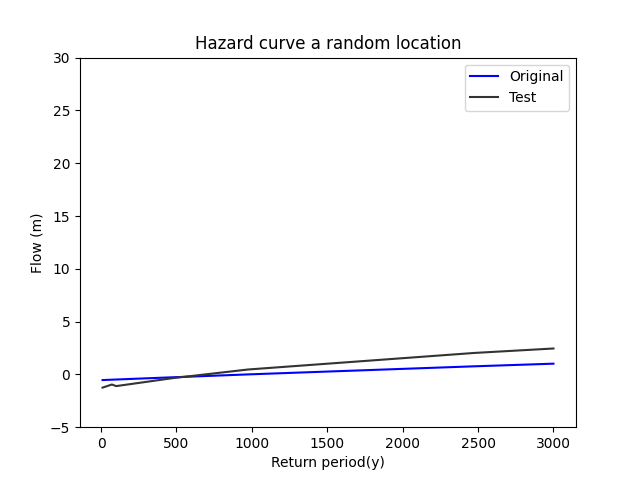 Hazard curve a random location
Original
Test
30
25
20
15
10
5
0
−5
Flow (m)
0 500 1000 1500 2000 2500 3000
Return period(y)